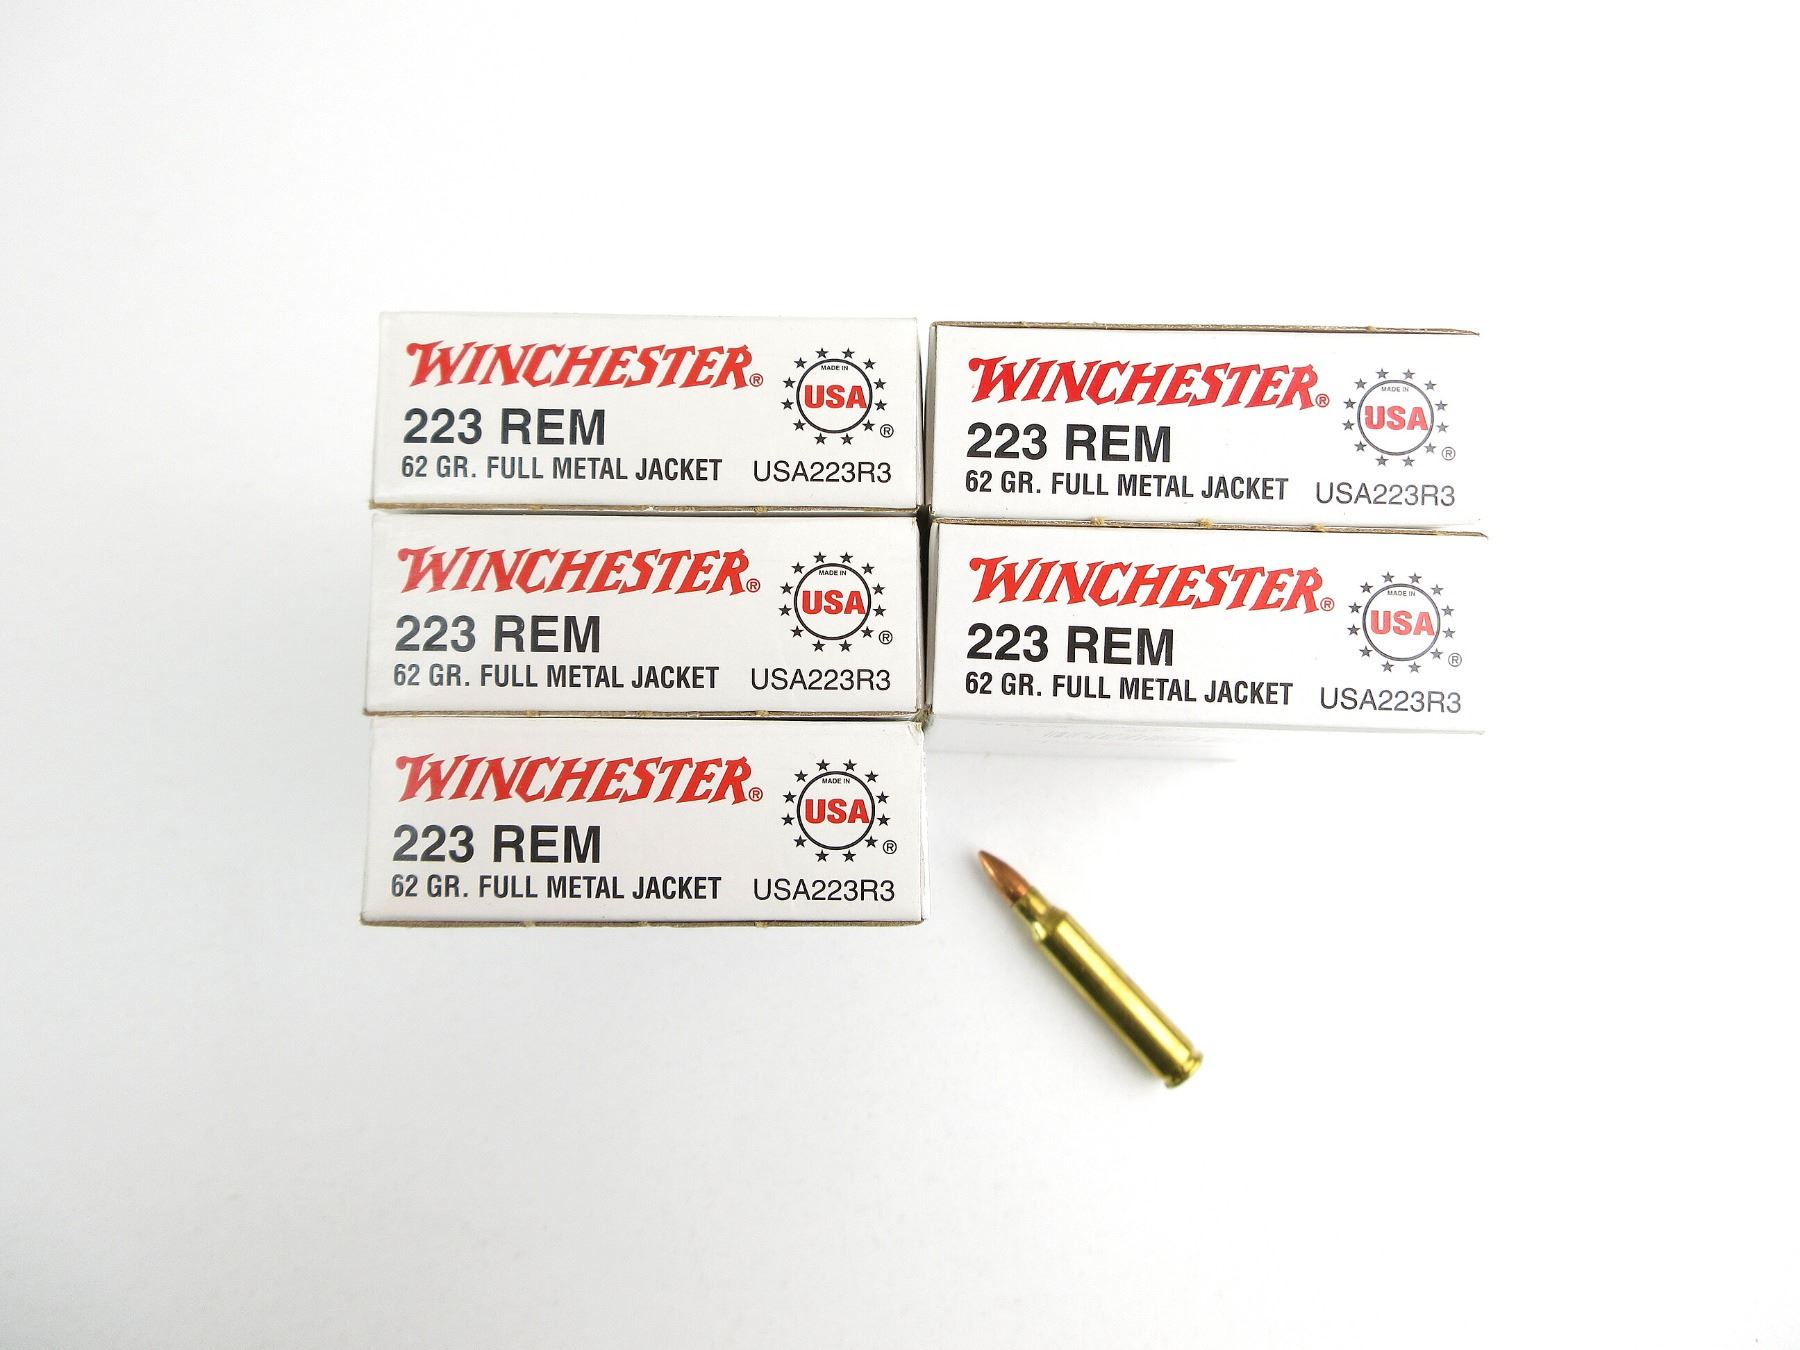 WINCHESTER®
223 REM
62 GR. FULL METAL JACKET
MADE IN
USA
®
USA223R3
WINCHESTER®
223 REM
62 GR. FULL METAL JACKET
MADE IN
USA
®
USA223R3
WINCHESTER®
223 REM
62 GR. FULL METAL JACKET
MADE IN
USA
®
USA223R3
WINCHESTER®
223 REM
62 GR. FULL METAL JACKET
MADE IN
USA
®
USA223R3
WINCHESTER®
223 REM
62 GR. FULL METAL JACKET
MADE IN
USA
®
USA223R3